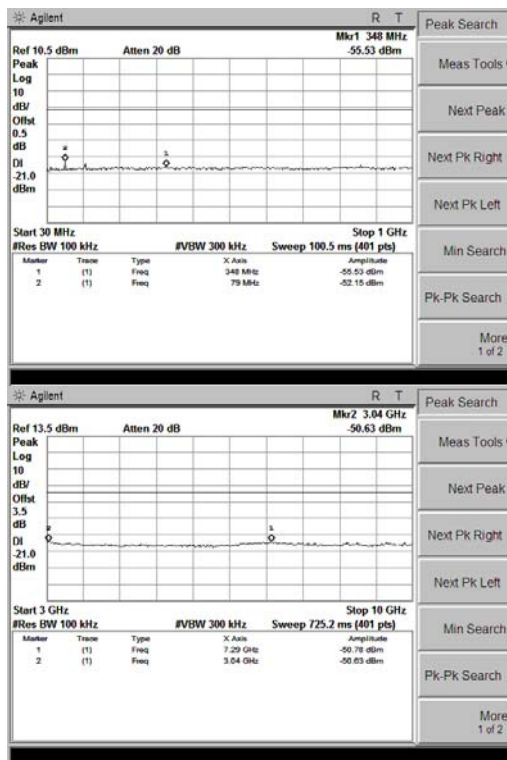 Agilent R T
Peak Search
Mkr1 348 MHz
Ref 10.5 dBm Atten 20 dB -55.53 dBm
Peak
Log
10
dB/
Offst
0.5
dB
DI
-21.0
dBm
2
1
Start 30 MHz Stop 1 GHz
#Res BW 100 kHz #VBW 300 kHz Sweep 100.5 ms (401 pts)
Marker Trace Type X Axis Amplitude
1 (1) Freq 348 MHz -55.53 dBm
2 (1) Freq 79 MHz -52.15 dBm
Meas Tools
Next Peak
Next Pk Right
Next Pk Left
Min Search
Pk-Pk Search
More
1 of 2
Agilent R T
Peak Search
Mkr2 3.04 GHz
Ref 13.5 dBm Atten 20 dB -50.63 dBm
Peak
Log
10
dB/
Offst
3.5
dB
DI
-21.0
dBm
2
1
Start 3 GHz Stop 10 GHz
#Res BW 100 kHz #VBW 300 kHz Sweep 725.2 ms (401 pts)
Marker Trace Type X Axis Amplitude
1 (1) Freq 7.29 GHz -50.78 dBm
2 (1) Freq 3.04 GHz -50.63 dBm
Meas Tools
Next Peak
Next Pk Right
Next Pk Left
Min Search
Pk-Pk Search
More
1 of 2